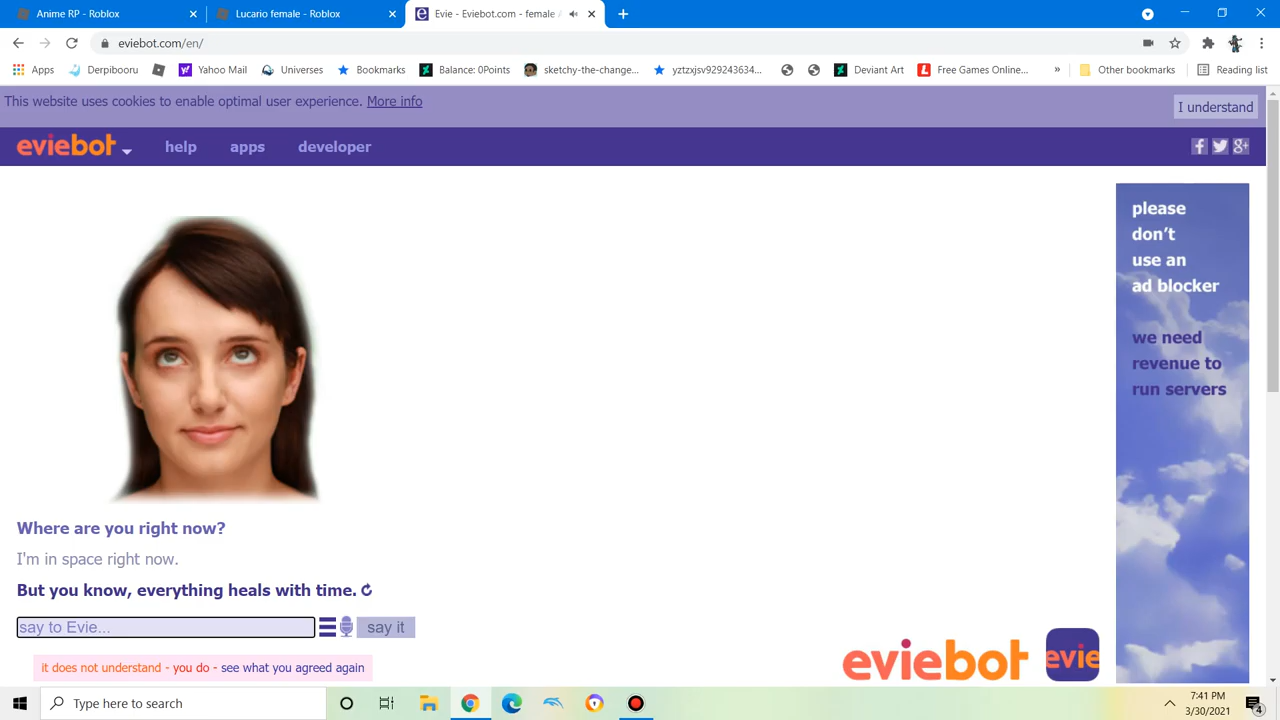 Anime RP - Roblox
Lucario female - Roblox
Evie - Eviebot.com - female
eviebot.com/en/
Apps
Derpibooru
Yahoo Mail
Universes
Bookmarks
Balance: 0Points
sketchy-the-change...
yztzxjsv929243634...
Deviant Art
Free Games Online...
»
Other bookmarks
Reading list
This website uses cookies to enable optimal user experience. More info
I understand
eviebot
help
apps
developer
please
don't
use an
ad blocker
we need
revenue to
run servers
Where are you right now?
I'm in space right now.
But you know, everything heals with time.
say to Evie...
say it
it does not understand - you do - see what you agreed again
eviebot
evie
Type here to search
7:41 PM
3/30/2021
4